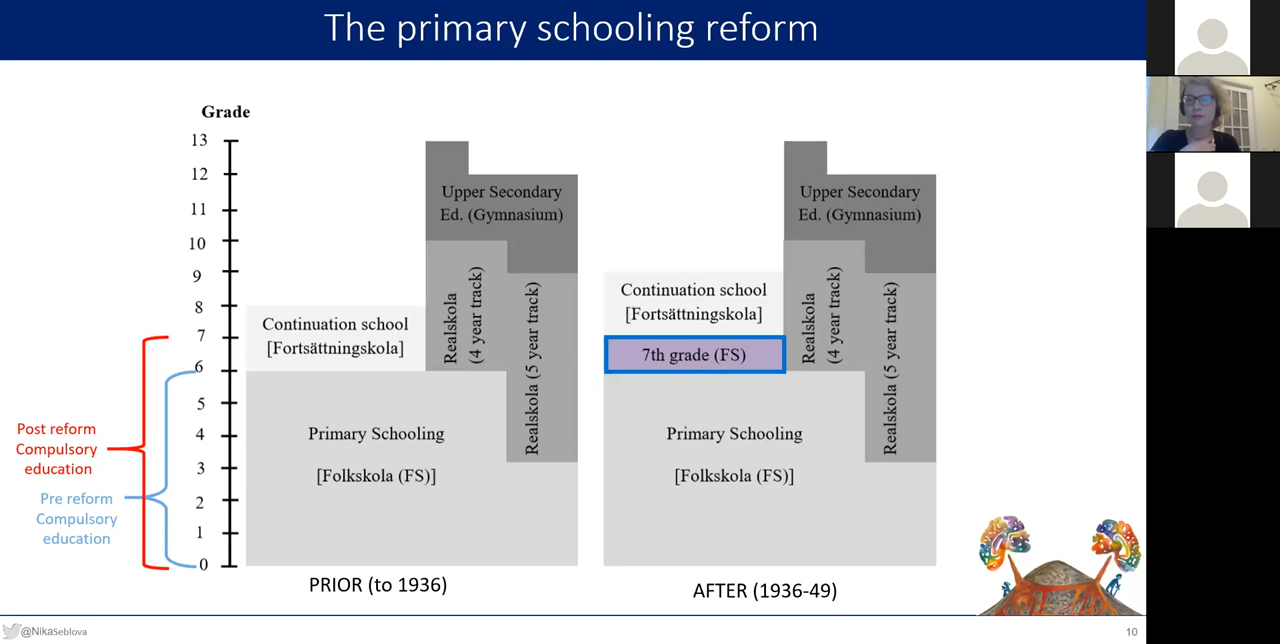 The primary schooling reform
Grade
13
12
11
10
9
8
7
6
5
4
3
2
1
0
Post reform
Compulsory
education
Pre reform
Compulsory
education
Continuation school
[Fortsättningskola]
Primary Schooling
[Folkskola (FS)]
Upper Secondary
Ed. (Gymnasium)
Realskola
(4 year track)
Realskola (5 year track)
PRIOR (to 1936)
Continuation school
[Fortsättningskola]
7th grade (FS)
Primary Schooling
[Folkskola (FS)]
Upper Secondary
Ed. (Gymnasium)
Realskola
(4 year track)
Realskola (5 year track)
AFTER (1936-49)
@NikaSeblova
10